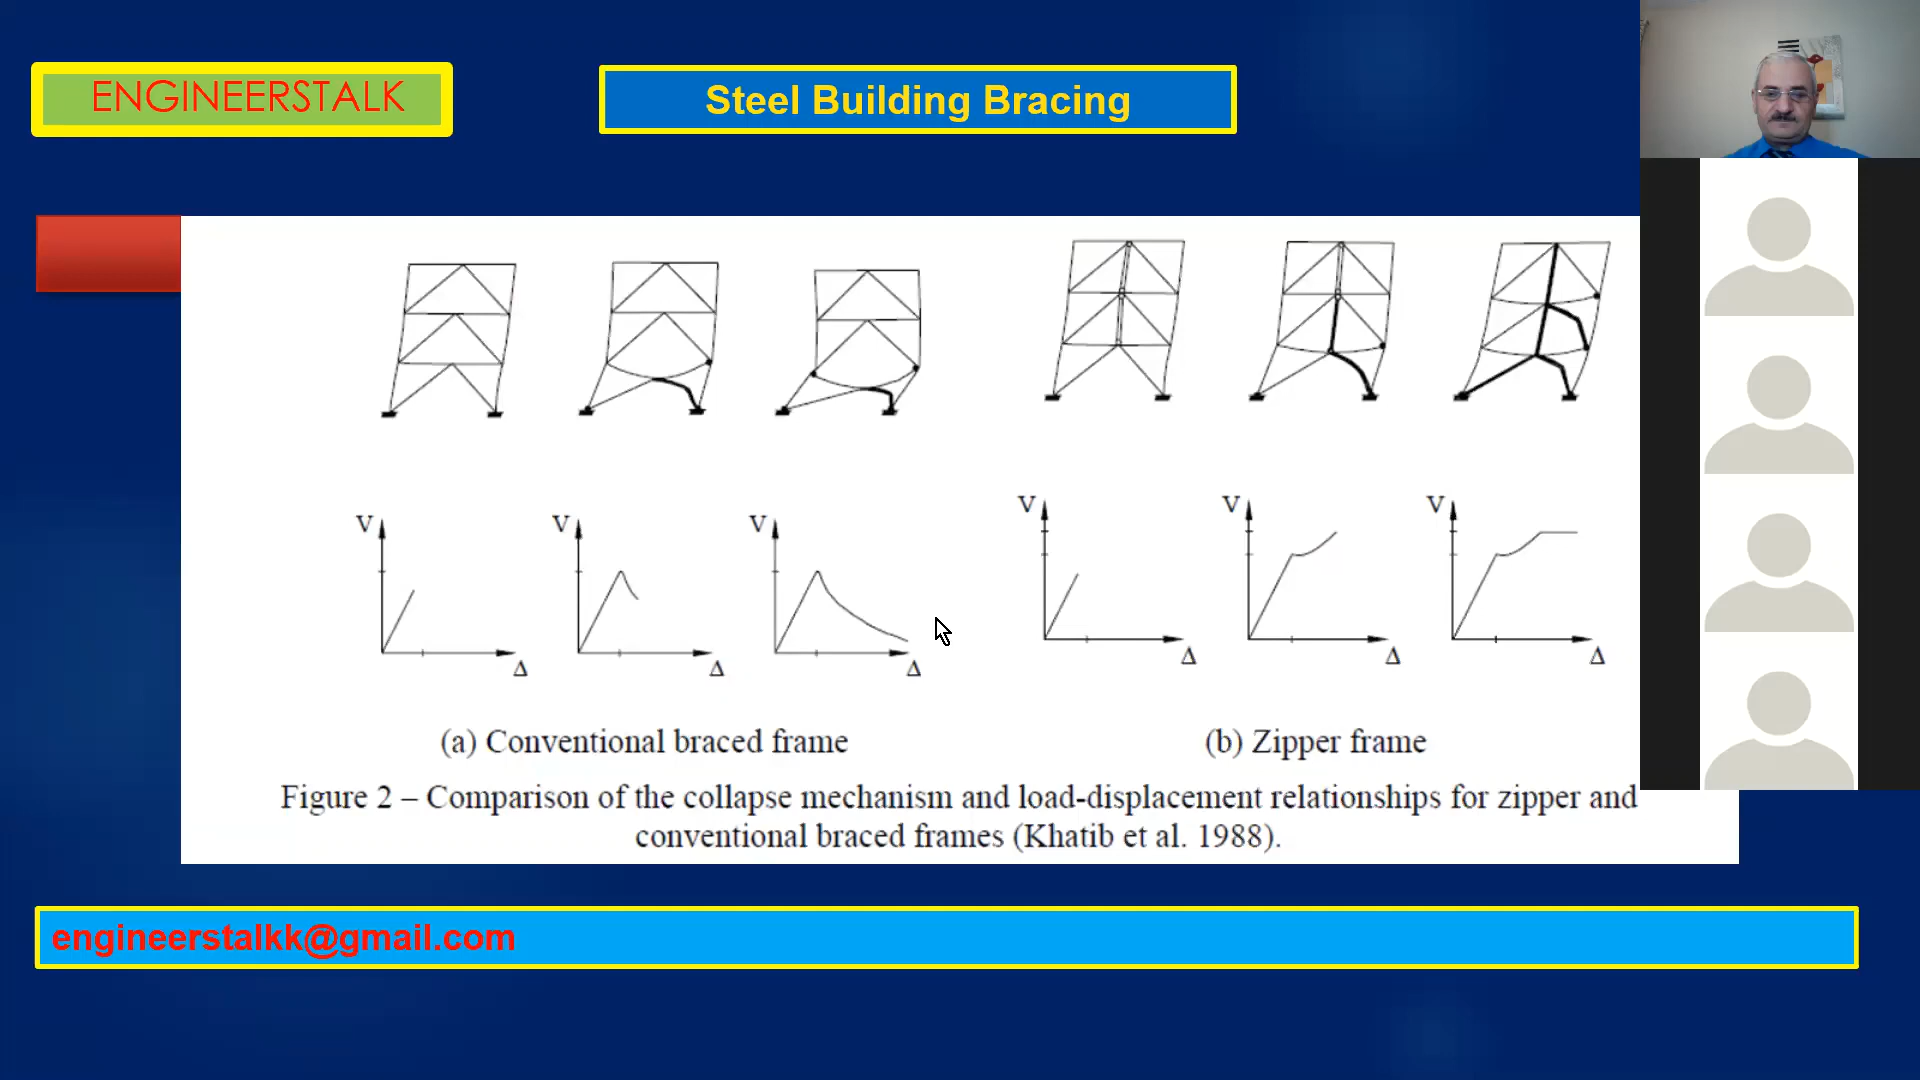 ENGINEERSTALK
Steel Building Bracing
V
V
V
V
V
V
Δ
Δ
Δ
Δ
Δ
Δ
(a) Conventional braced frame
(b) Zipper frame
Figure 2 – Comparison of the collapse mechanism and load-displacement relationships for zipper and
conventional braced frames (Khatib et al. 1988).
engineerstalkk@gmail.com